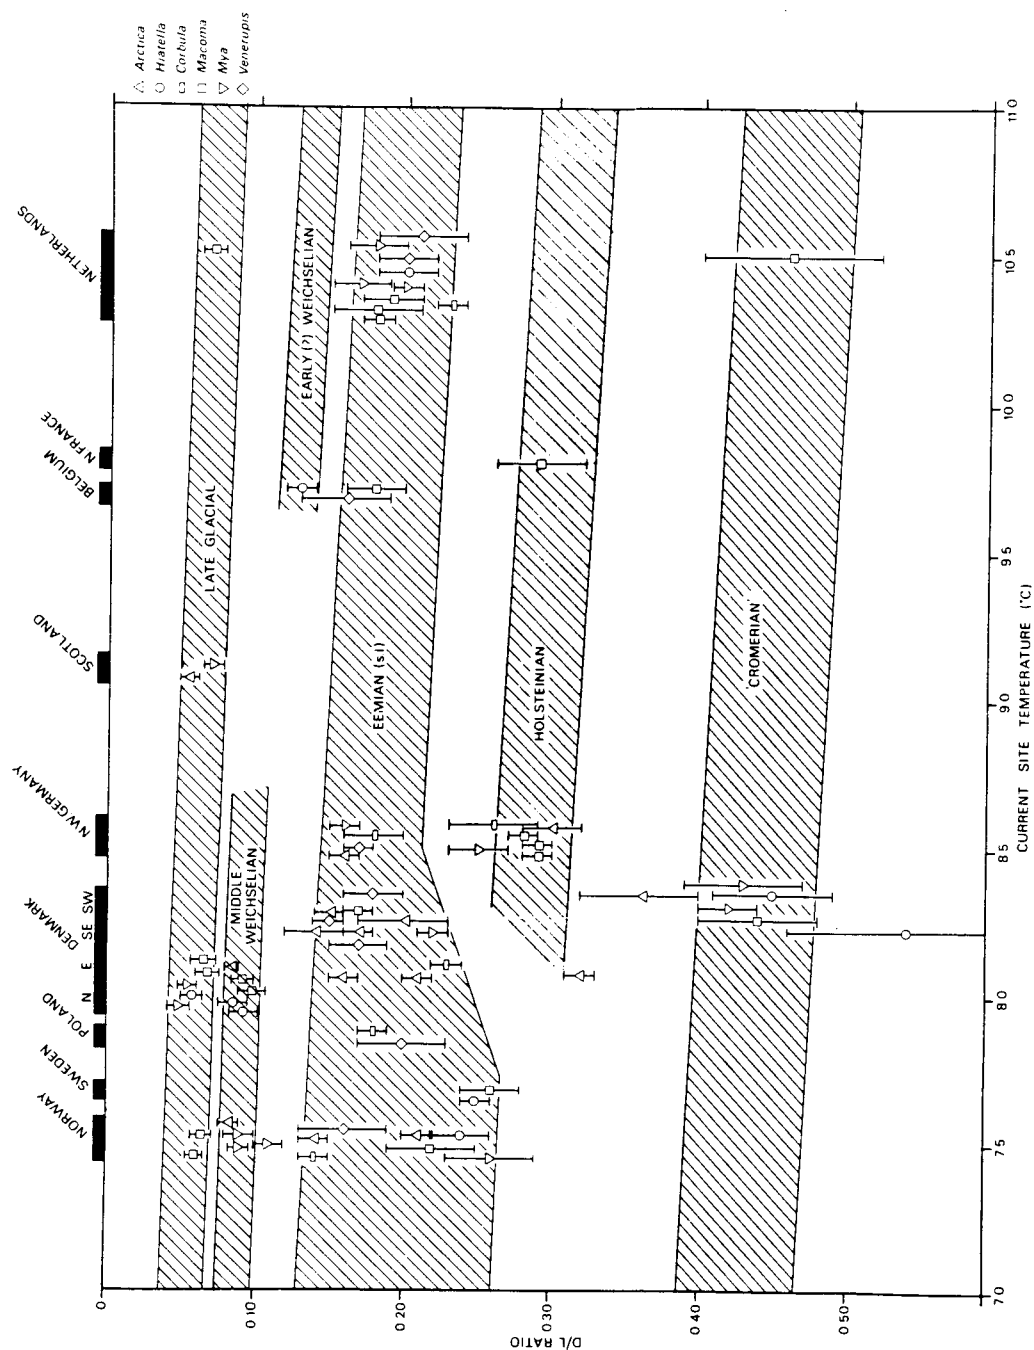 Arctica
Hiatella
Corbula
Macoma
Mya
Venerupis
NORWAY
SWEDEN
POLAND
N E SE SW
DENMARK
NW GERMANY
SCOTLAND
BELGIUM
N FRANCE
NETHERLANDS
LATE GLACIAL
MIDDLE
WEICHSELIAN
EARLY (?) WEICHSELIAN
EEMIAN (s l)
HOLSTEINIAN
CROMERIAN
D/L RATIO
0
0 10
0 20
0 30
0 40
0 50
7 0
7 5
8 0
8 5
9 0
9 5
10 0
10 5
11 0
CURRENT SITE TEMPERATURE (°C)